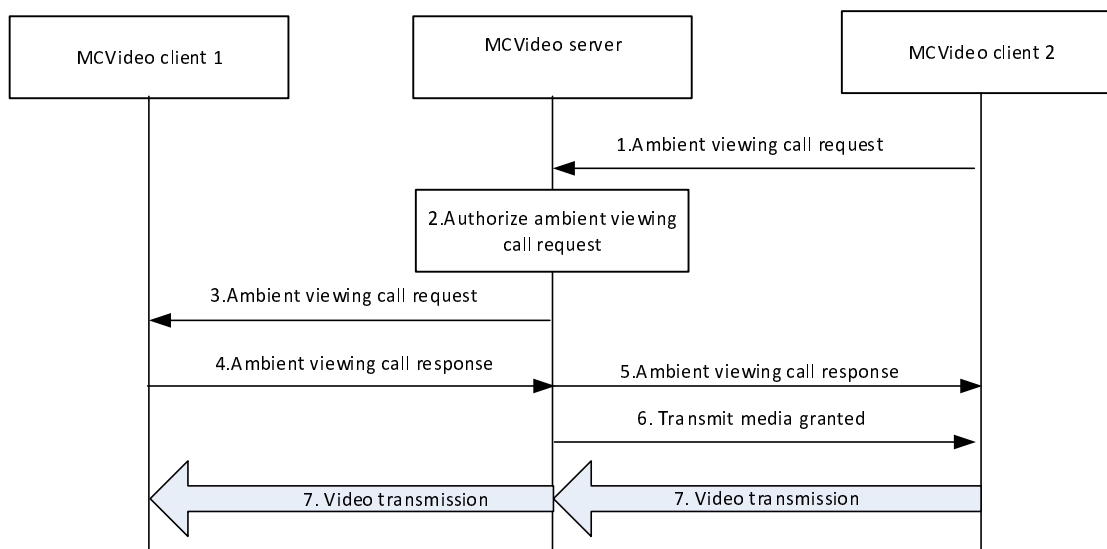 MCVideo client 1
MCVideo server
MCVideo client 2
1.Ambient viewing call request
2.Authorize ambient viewing
call request
3.Ambient viewing call request
4.Ambient viewing call response
5.Ambient viewing call response
6. Transmit media granted
7. Video transmission
7. Video transmission